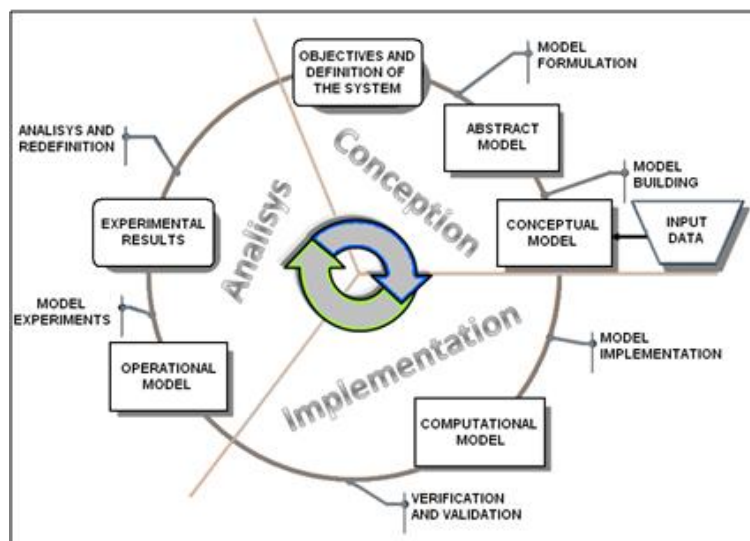 OBJECTIVES AND
DEFINITION OF
THE SYSTEM
MODEL
FORMULATION
ABSTRACT
MODEL
MODEL
BUILDING
CONCEPTUAL
MODEL
INPUT
DATA
MODEL
IMPLEMENTATION
COMPUTATIONAL
MODEL
VERIFICATION
AND VALIDATION
OPERATIONAL
MODEL
MODEL
EXPERIMENTS
EXPERIMENTAL
RESULTS
ANALISYS AND
REDEFINITION
Conception
Implementation
Analisys